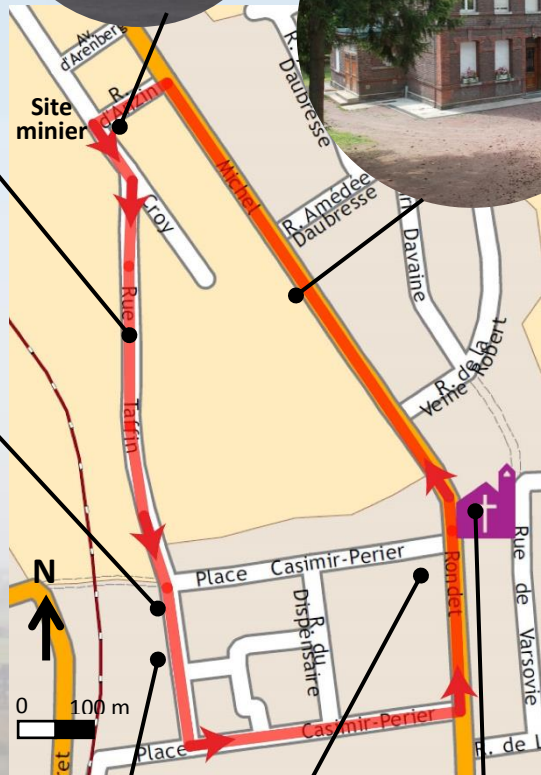 Av.
d'Arenberg
R.
d'Anzin
Site
minier
Croy
Michel
R. Amédée
Daubresse
Daubresse
Davaine
R. de la
Veine Robert
Rue
Taffin
Place Casimir-Perier
Rondet
R. du
Dispensaire
Rue de Varsovie
N
0 100 m
Place
Casimir-Perier
R. de L